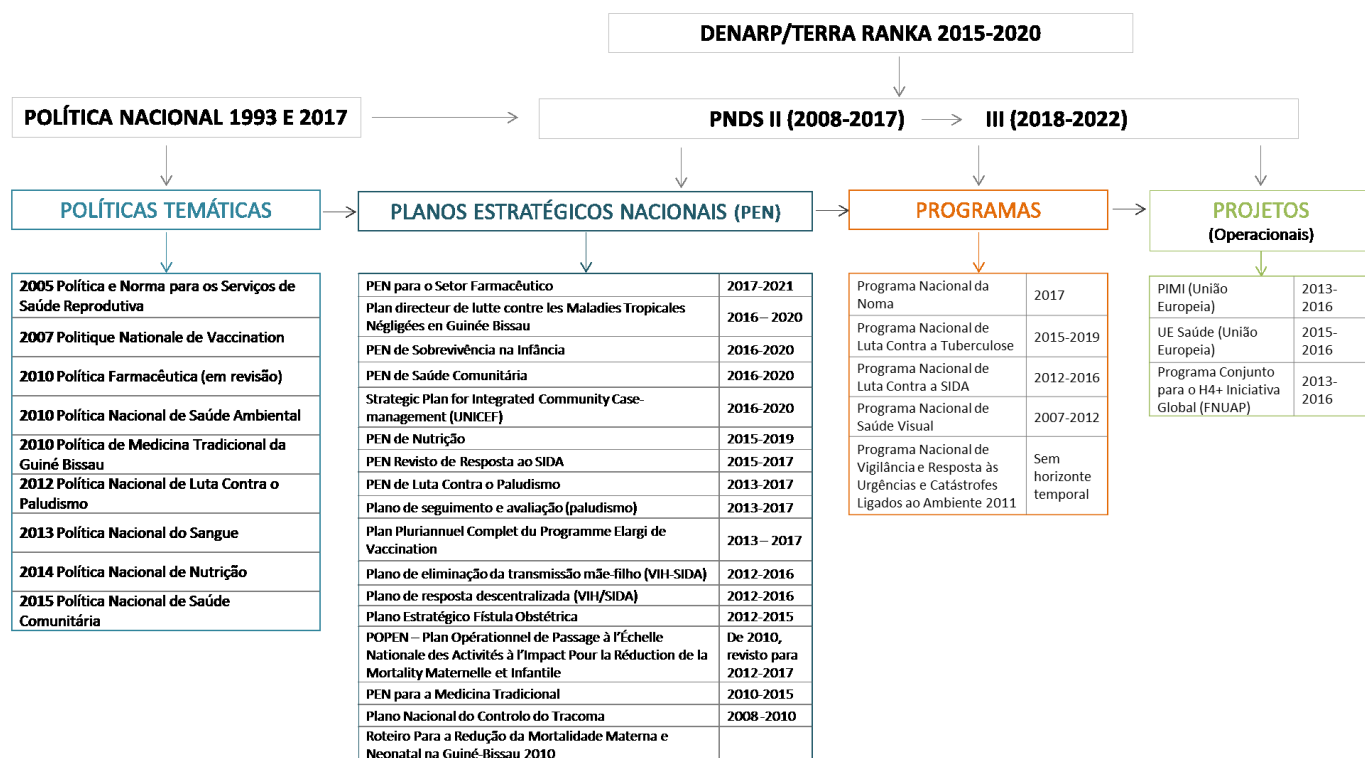 DENARP/TERRA RANKA 2015-2020
POLÍTICA NACIONAL 1993 E 2017
PNDS II (2008-2017)
III (2018-2022)
POLÍTICAS TEMÁTICAS
2005 Política e Norma para os Serviços de
Saúde Reprodutiva
2007 Politique Nationale de Vaccination
2010 Política Farmacêutica (em revisão)
2010 Política Nacional de Saúde Ambiental
2010 Política de Medicina Tradicional da
Guiné Bissau
2012 Política Nacional de Luta Contra o
Paludismo
2013 Política Nacional do Sangue
2014 Política Nacional de Nutrição
2015 Política Nacional de Saúde
Comunitária
PLANOS ESTRATÉGICOS NACIONAIS (PEN)
PEN para o Setor Farmacêutico
2017-2021
Plan directeur de lutte contre les Maladies Tropicales
Négligées en Guinée Bissau
2016 – 2020
PEN de Sobrevivência na Infância
2016-2020
PEN de Saúde Comunitária
2016-2020
Strategic Plan for Integrated Community Case-
management (UNICEF)
2016-2020
PEN de Nutrição
2015-2019
PEN Revisto de Resposta ao SIDA
2015-2017
PEN de Luta Contra o Paludismo
2013-2017
Plano de seguimento e avaliação (paludismo)
2013-2017
Plan Pluriannuel Complet du Programme Elargi de
Vaccination
2013 – 2017
Plano de eliminação da transmissão mãe-filho (VIH-SIDA)
2012-2016
Plano de resposta descentralizada (VIH/SIDA)
2012-2016
Plano Estratégico Fístula Obstétrica
2012-2015
POPEN – Plan Opérationnel de Passage à l'Échelle
Nationale des Activités à l'Impact Pour la Réduction de la
Mortality Maternelle et Infantile
De 2010,
revisto para
2012-2017
PEN para a Medicina Tradicional
2010-2015
Plano Nacional do Controlo do Tracoma
2008-2010
Roteiro Para a Redução da Mortalidade Materna e
Neonatal na Guiné-Bissau 2010
PROGRAMAS
Programa Nacional da
Noma
2017
Programa Nacional de
Luta Contra a Tuberculose
2015-2019
Programa Nacional de
Luta Contra a SIDA
2012-2016
Programa Nacional de
Saúde Visual
2007-2012
Programa Nacional de
Vigilância e Resposta às
Urgências e Catástrofes
Ligados ao Ambiente 2011
Sem
horizonte
temporal
PROJETOS
(Operacionais)
PIMI (União
Europeia)
2013-
2016
UE Saúde (União
Europeia)
2015-
2016
Programa Conjunto
para o H4+ Iniciativa
Global (FNUAP)
2013-
2016